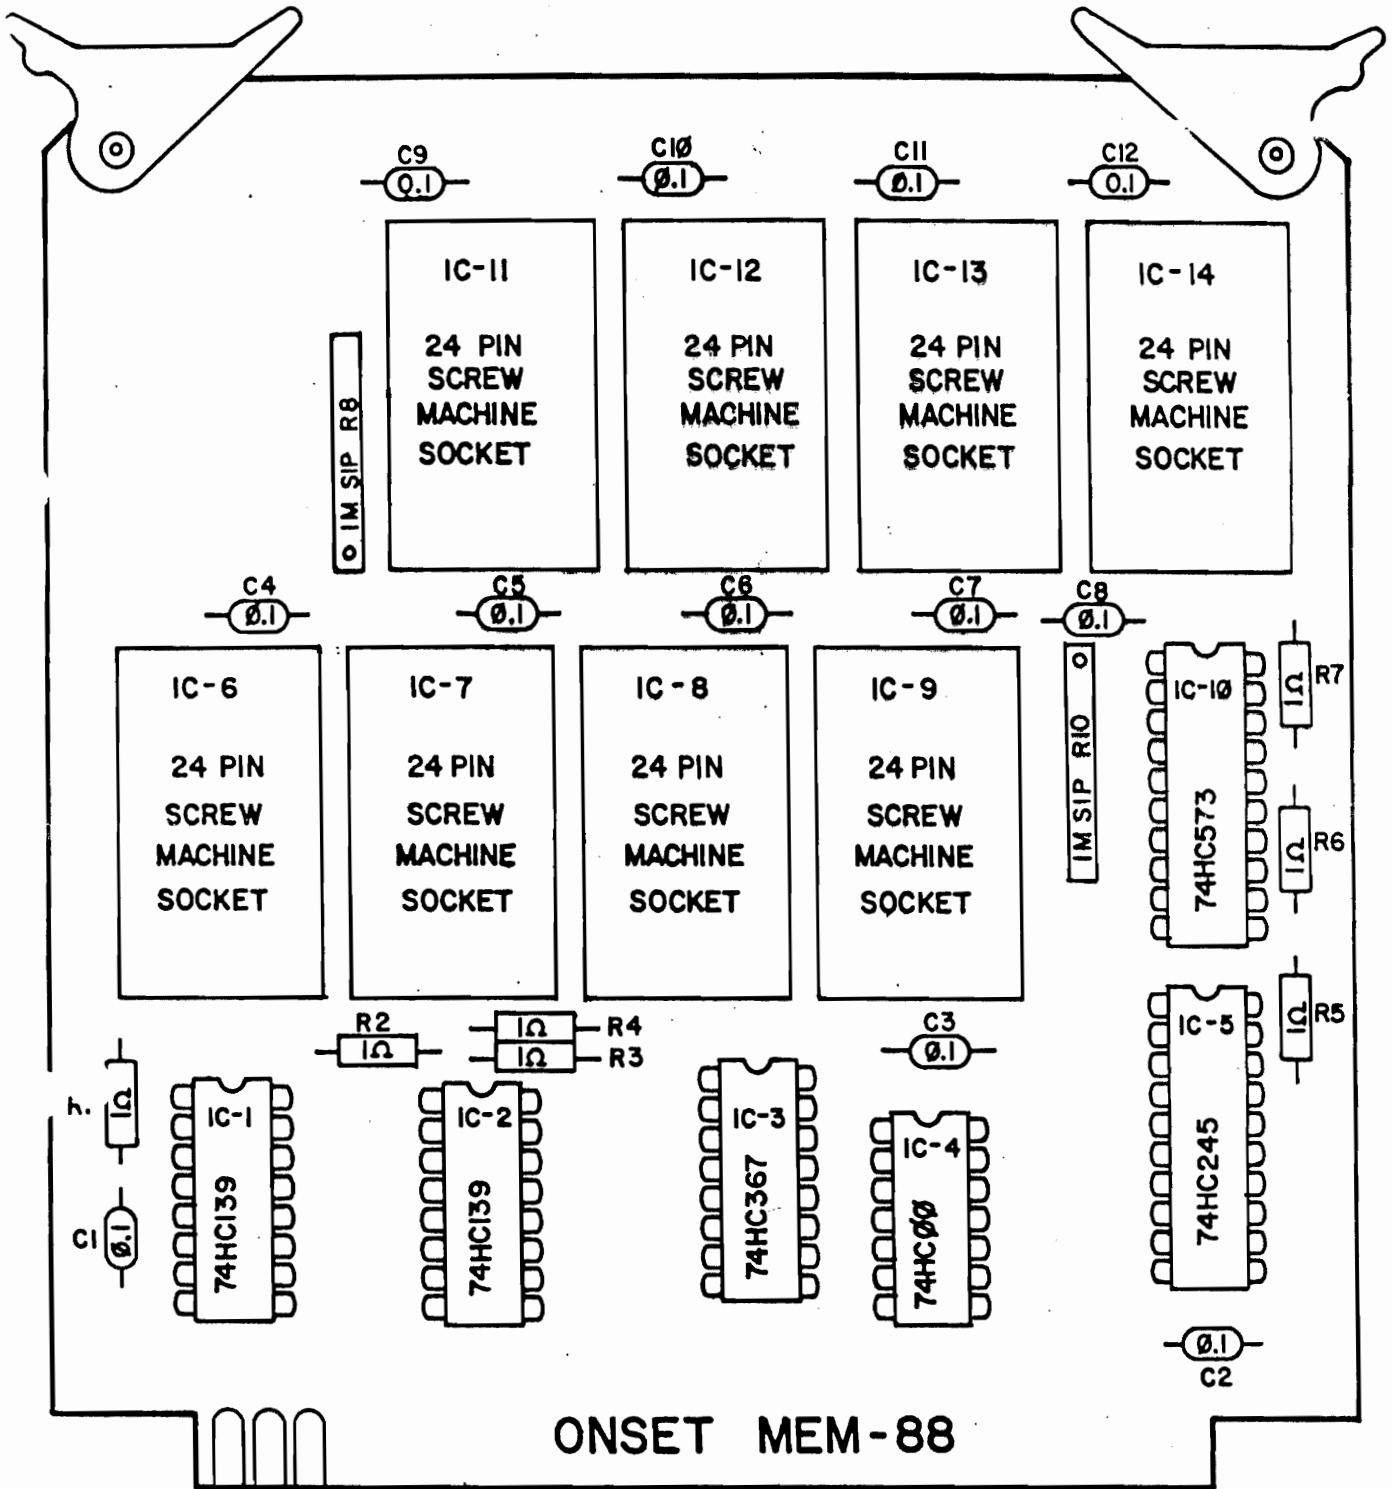 C9
0.1
C1Ø
Ø.1
C11
Ø.1
C12
0.1
IC-11
24 PIN
SCREW
MACHINE
SOCKET
IC-12
24 PIN
SCREW
MACHINE
SOCKET
IC-13
24 PIN
SCREW
MACHINE
SOCKET
IC-14
24 PIN
SCREW
MACHINE
SOCKET
1M SIP R8
C4
Ø.1
C5
Ø.1
C6
Ø.1
C7
Ø.1
C8
Ø.1
IC-6
24 PIN
SCREW
MACHINE
SOCKET
IC-7
24 PIN
SCREW
MACHINE
SOCKET
IC-8
24 PIN
SCREW
MACHINE
SOCKET
IC-9
24 PIN
SCREW
MACHINE
SOCKET
1M SIP R10
IC-1Ø
74HC573
1Ω
R7
1Ω
R6
1Ω
R5
R2
1Ω
1Ω R4
1Ω R3
C3
Ø.1
1Ω
C1
Ø.1
IC-1
74HC139
IC-2
74HC139
IC-3
74HC367
IC-4
74HCØØ
IC-5
74HC245
Ø.1
C2
ONSET MEM-88